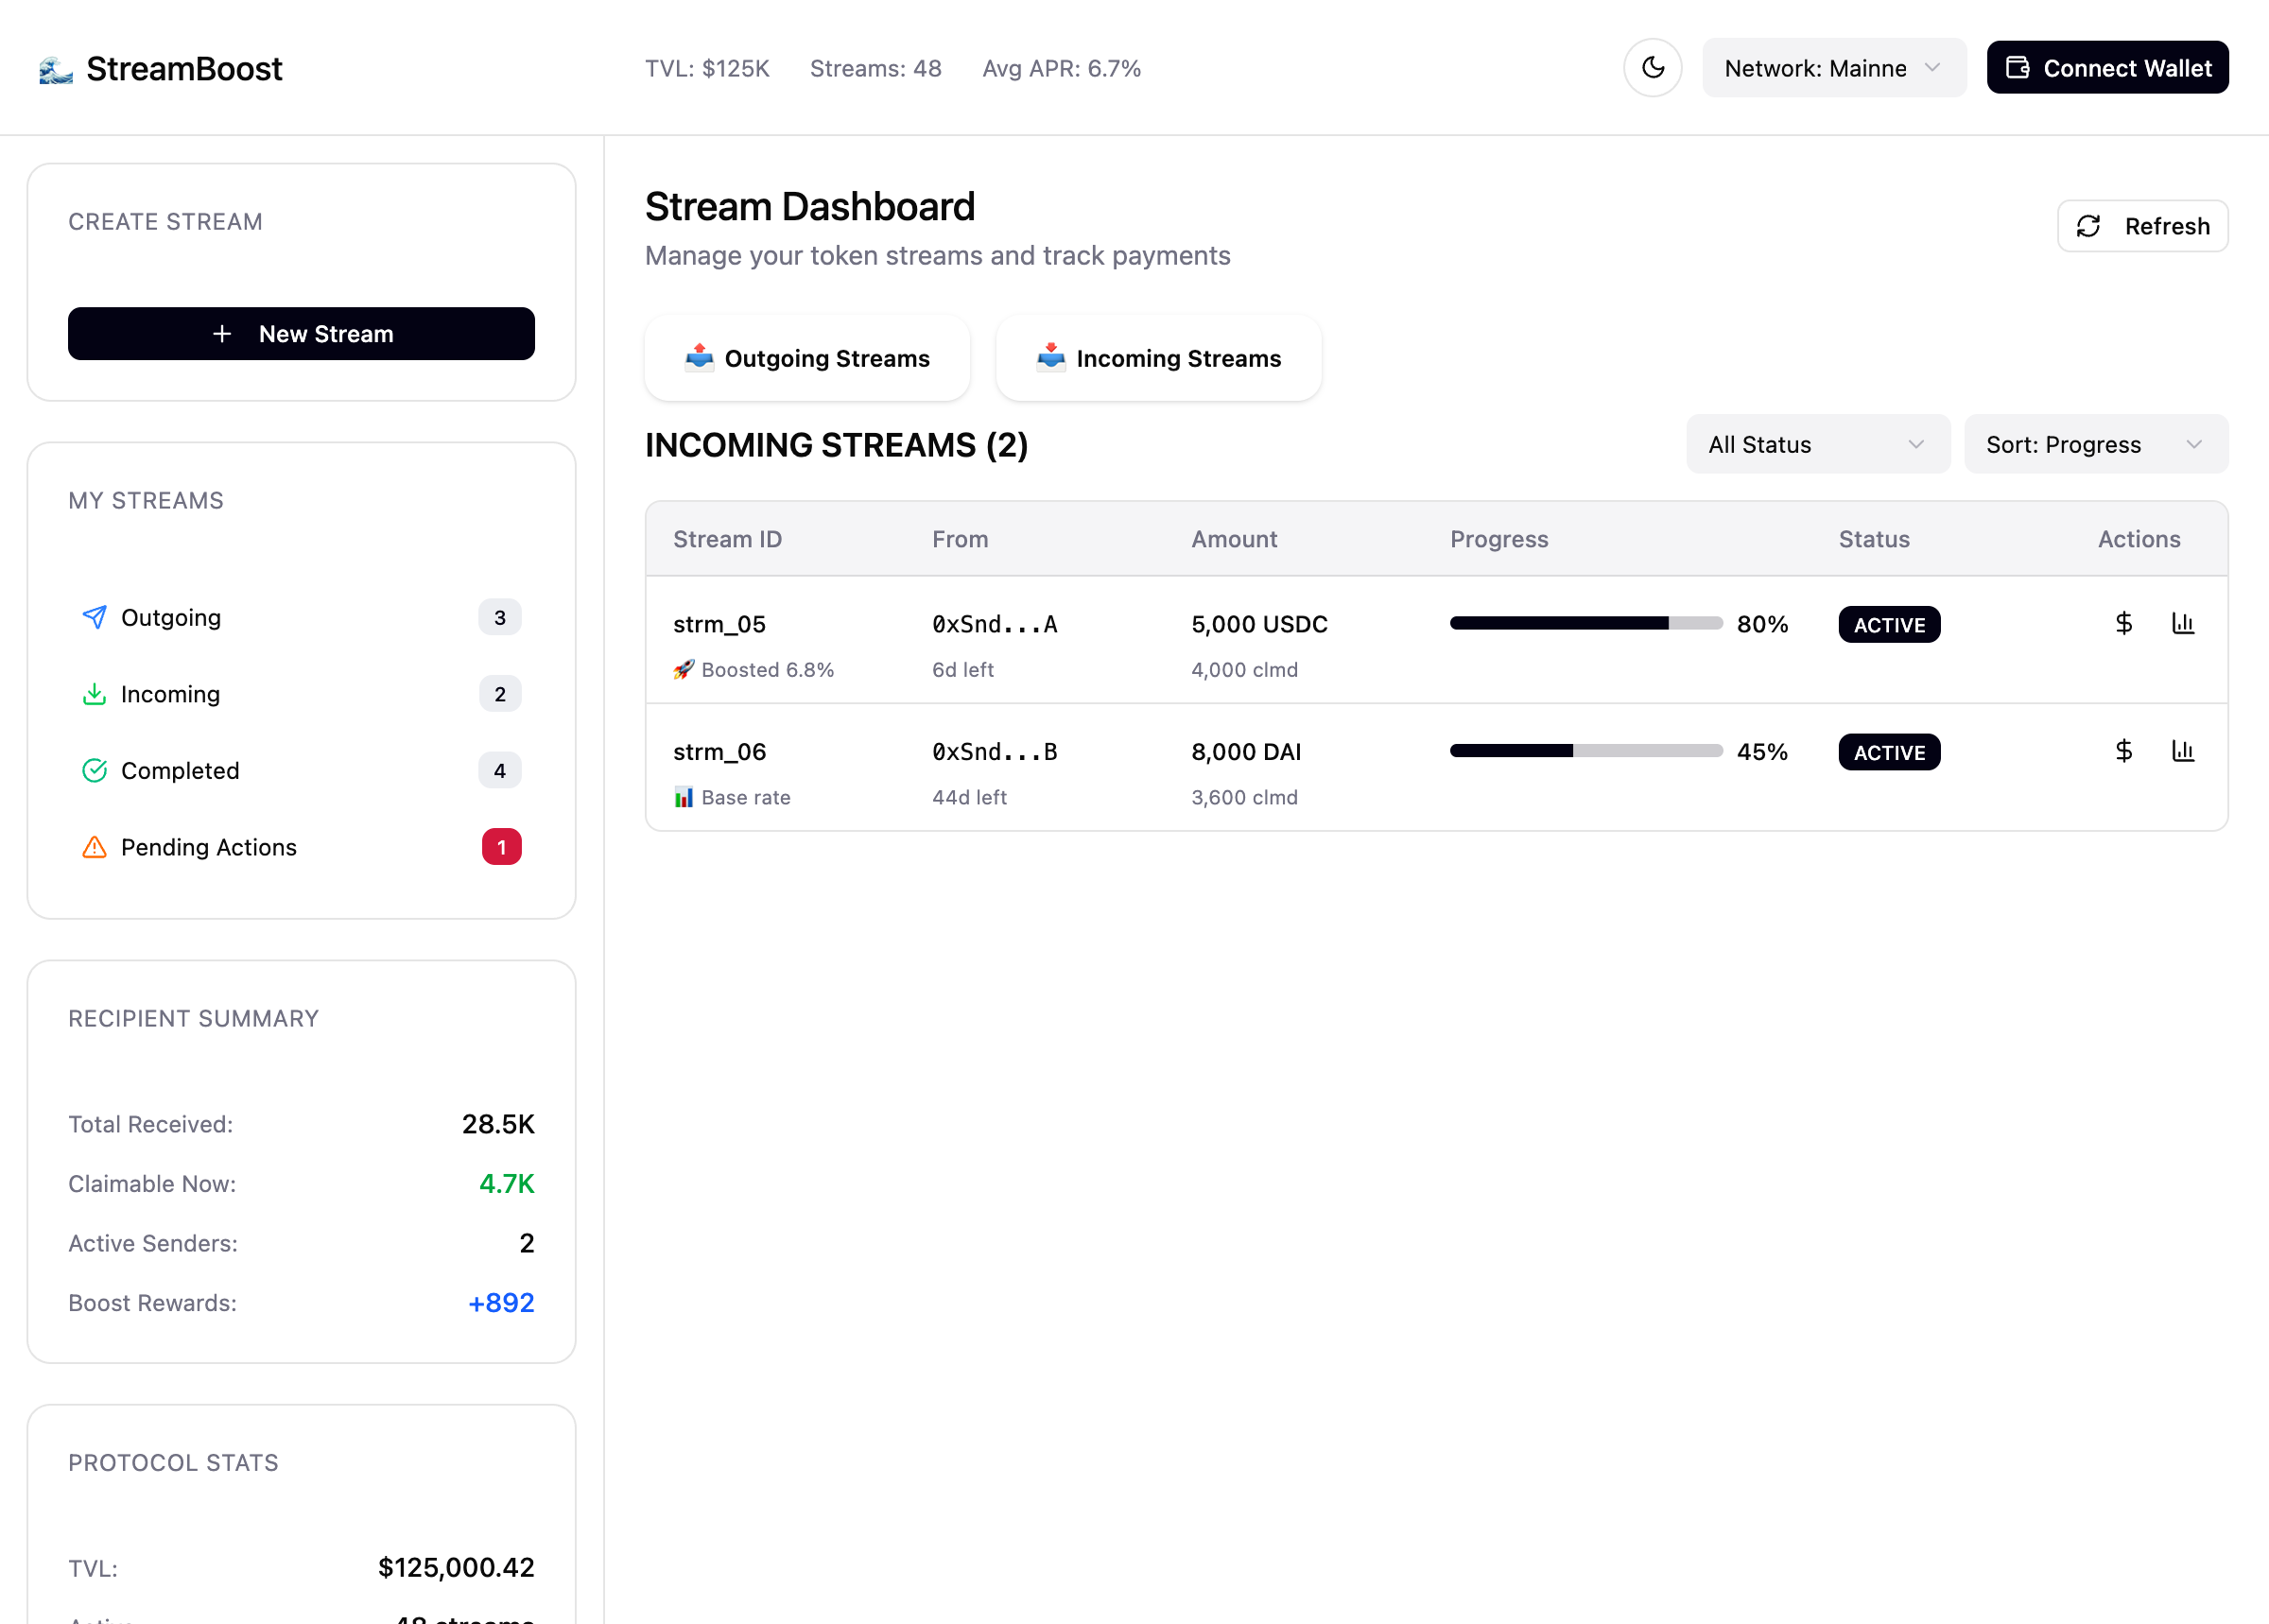 StreamBoost
TVL: $125K Streams: 48 Avg APR: 6.7%
Network: Mainne
Connect Wallet
CREATE STREAM
New Stream
MY STREAMS
Outgoing 3
Incoming 2
Completed 4
Pending Actions 1
RECIPIENT SUMMARY
Total Received: 28.5K
Claimable Now: 4.7K
Active Senders: 2
Boost Rewards: +892
PROTOCOL STATS
TVL: $125,000.42
48 streams
Stream Dashboard
Manage your token streams and track payments
Refresh
Outgoing Streams
Incoming Streams
INCOMING STREAMS (2)
All Status
Sort: Progress
Stream ID From Amount Progress Status Actions
strm_05 0xSnd...A 5,000 USDC 80% ACTIVE
Boosted 6.8% 6d left 4,000 clmd
strm_06 0xSnd...B 8,000 DAI 45% ACTIVE
Base rate 44d left 3,600 clmd